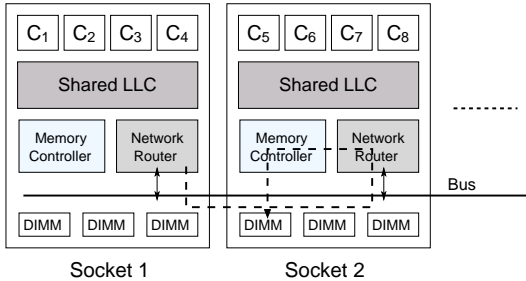 C1 C2 C3 C4 C5 C6 C7 C8
Shared LLC Shared LLC
Memory Network Memory Network
Controller Router Controller Router
Bus
DIMM DIMM DIMM DIMM DIMM DIMM
Socket 1 Socket 2